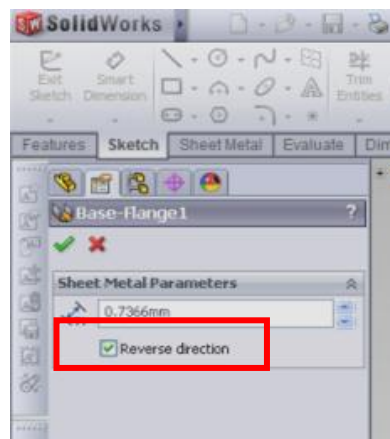 SolidWorks
Exit Sketch
Smart Dimension
Trim Entities
Features Sketch Sheet Metal Evaluate Dim
Base-Flange1 ?
Sheet Metal Parameters
0.7366mm
Reverse direction